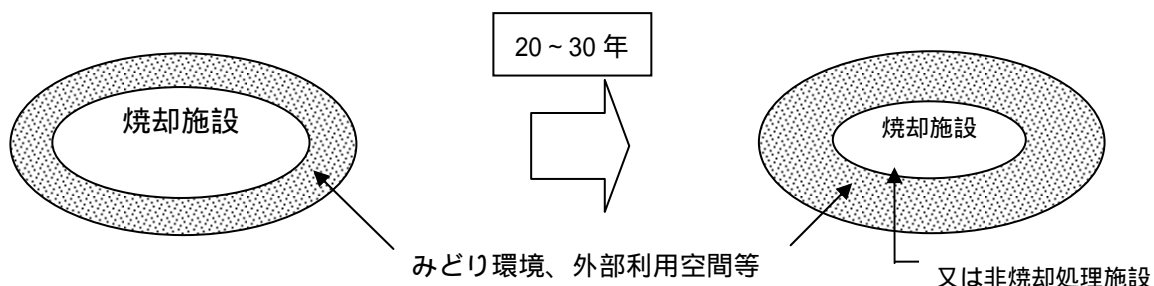 20～30 年
焼却施設
焼却施設
みどり環境、外部利用空間等
又は非焼却処理施設